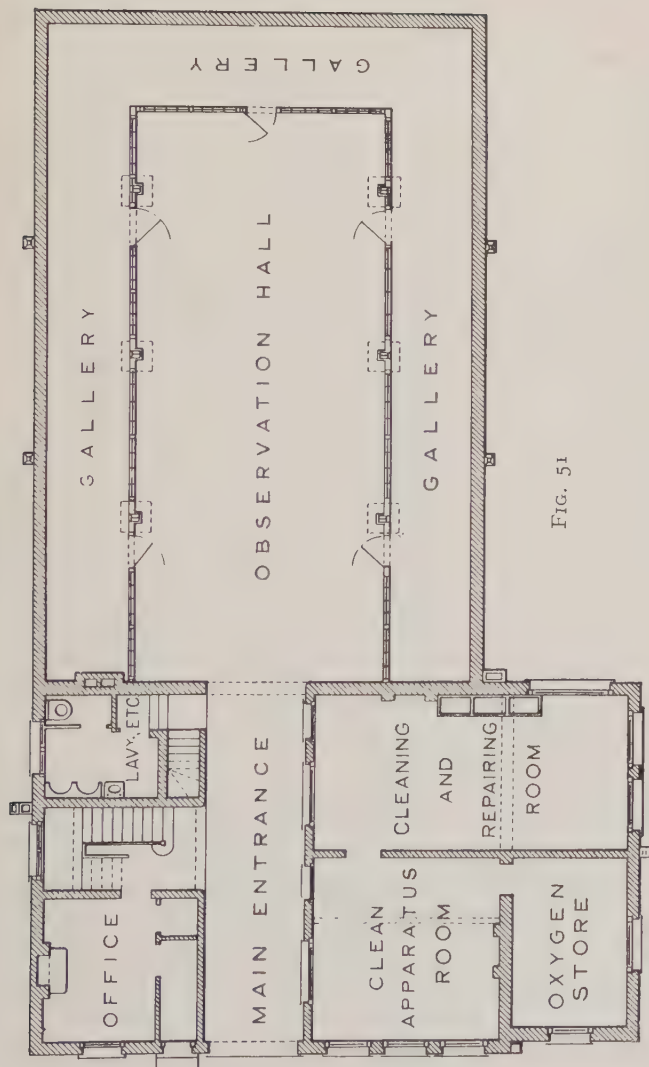 GALLERY
GALLERY
OBSERVATION HALL
GALLERY
LAVY, ETC
OFFICE
MAIN ENTRANCE
CLEANING
AND
REPAIRING
ROOM
CLEAN
APPARATUS
ROOM
OXYGEN
STORE
FIG. 51